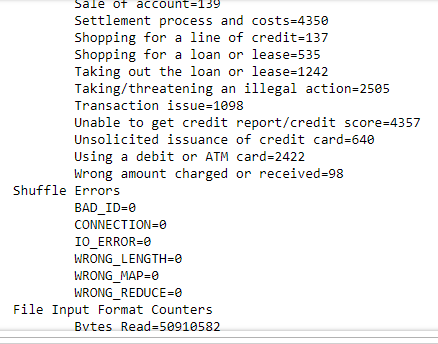 Sale of account=139
Settlement process and costs=4350
Shopping for a line of credit=137
Shopping for a loan or lease=535
Taking out the loan or lease=1242
Taking/threatening an illegal action=2505
Transaction issue=1098
Unable to get credit report/credit score=4357
Unsolicited issuance of credit card=640
Using a debit or ATM card=2422
Wrong amount charged or received=98
Shuffle Errors
BAD_ID=0
CONNECTION=0
IO_ERROR=0
WRONG_LENGTH=0
WRONG_MAP=0
WRONG_REDUCE=0
File Input Format Counters
Bytes Read=50910582